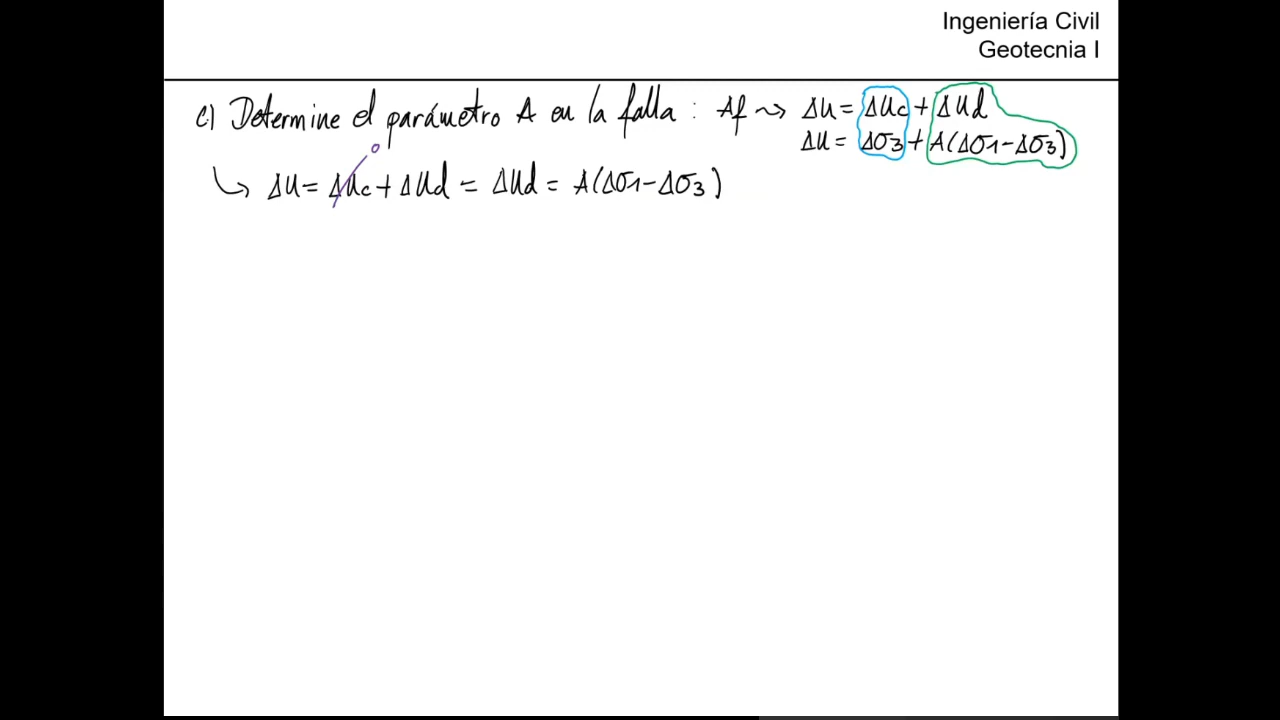 Ingeniería Civil
Geotecnia I
c) Determine el parámetro A en la falla : Af ⇝ Δu = Δuc + Δud
Δu = Δσ3 + A(Δσ1 - Δσ3)
0
↳ Δu = Δuc + Δud = Δud = A(Δσ1 - Δσ3)